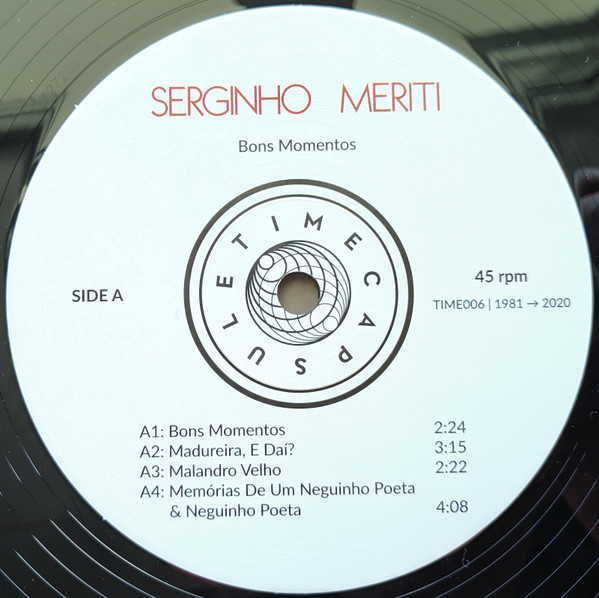 SERGINHO MERITI
Bons Momentos
TIME CAPSULE
SIDE A
45 rpm
TIME006 | 1981 → 2020
A1: Bons Momentos 2:24
A2: Madureira, E Daí? 3:15
A3: Malandro Velho 2:22
A4: Memórias De Um Neguinho Poeta
& Neguinho Poeta 4:08